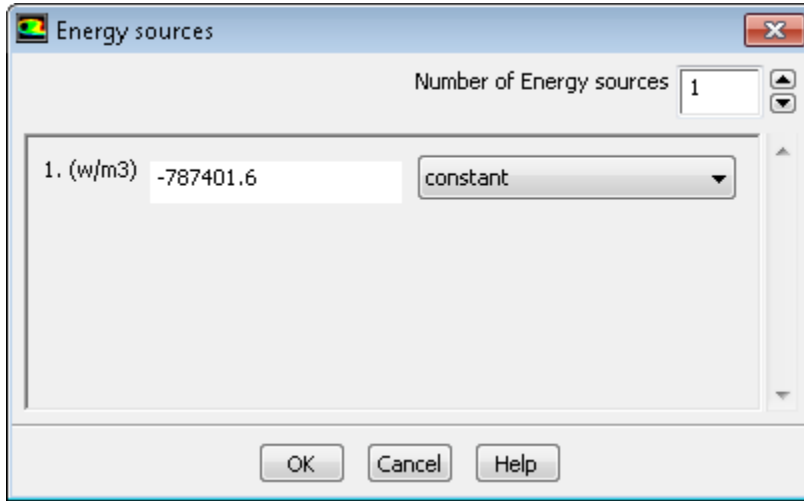 Energy sources
Number of Energy sources 1
1. (w/m3) -787401.6 constant
OK Cancel Help